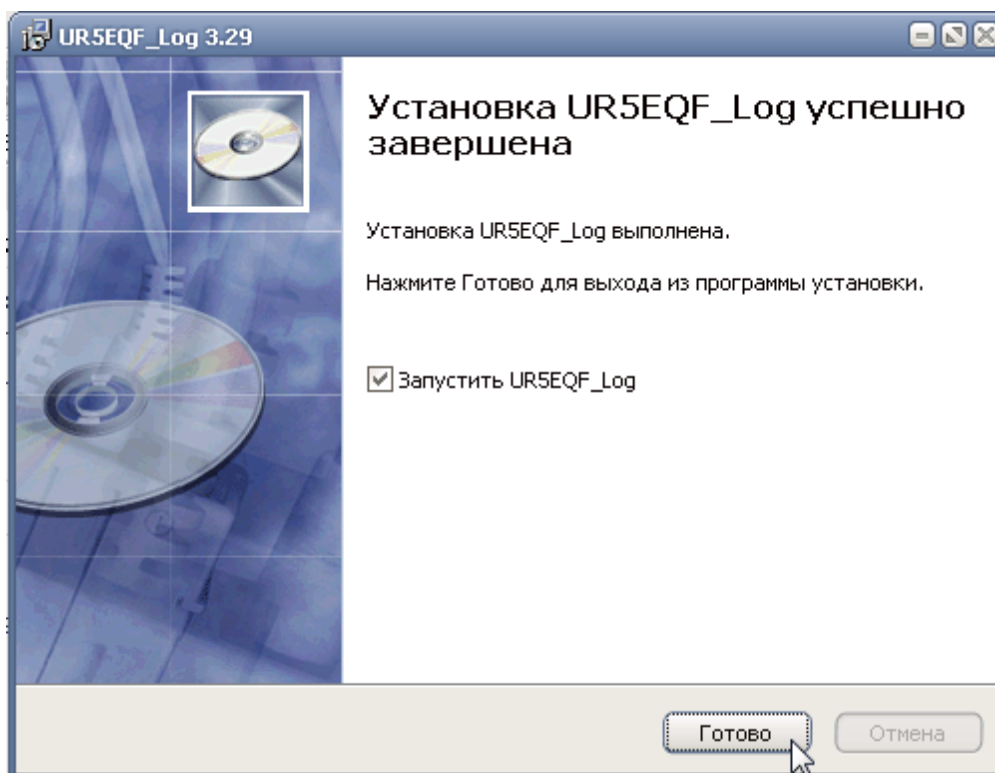 UR5EQF_Log 3.29
Установка UR5EQF_Log успешно
завершена
Установка UR5EQF_Log выполнена.
Нажмите Готово для выхода из программы установки.
Запустить UR5EQF_Log
Готово
Отмена